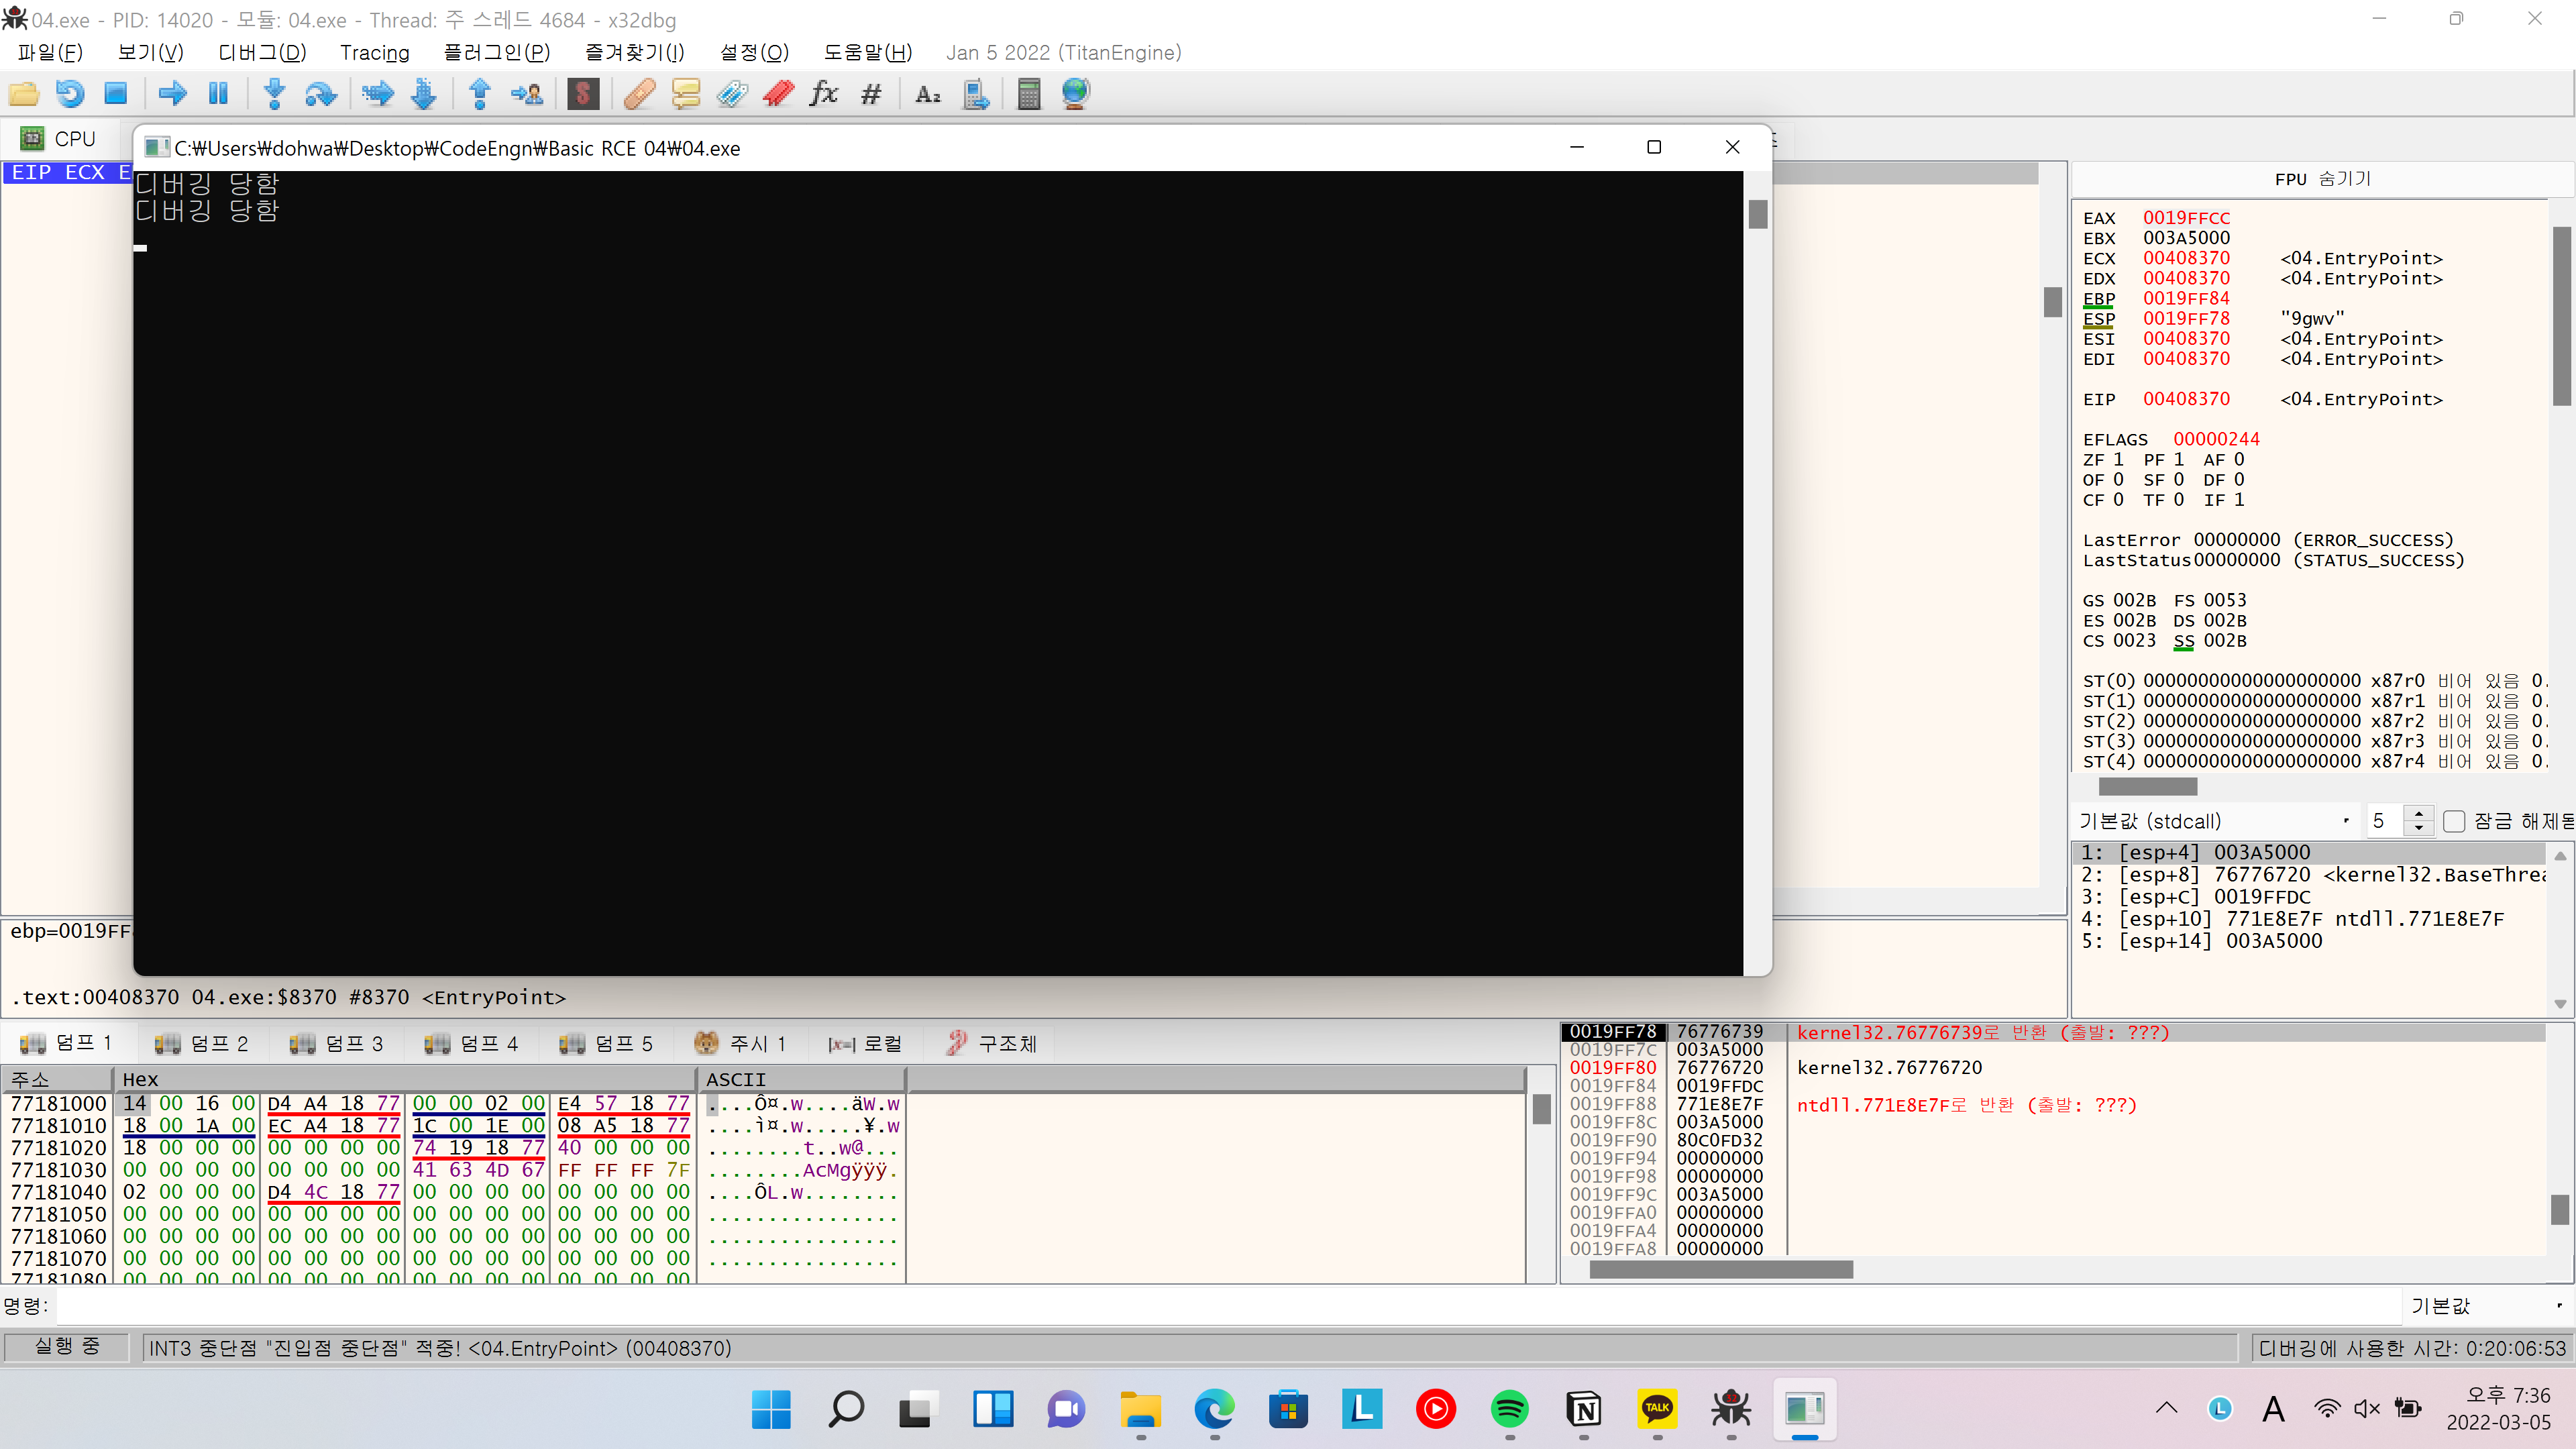 04.exe - PID: 14020 - 모듈: 04.exe - Thread: 주 스레드 4684 - x32dbg
파일(F) 보기(V) 디버그(D) Tracing 플러그인(P) 즐겨찾기(I) 설정(O) 도움말(H) Jan 5 2022 (TitanEngine)
CPU
C:₩Users₩dohwa₩Desktop₩CodeEngn₩Basic RCE 04₩04.exe
EIP ECX E
디버깅 당함
디버깅 당함
FPU 숨기기
EAX 0019FFCC
EBX 003A5000
ECX 00408370 <04.EntryPoint>
EDX 00408370 <04.EntryPoint>
EBP 0019FF84
ESP 0019FF78 "9gwv"
ESI 00408370 <04.EntryPoint>
EDI 00408370 <04.EntryPoint>
EIP 00408370 <04.EntryPoint>
EFLAGS 00000244
ZF 1 PF 1 AF 0
OF 0 SF 0 DF 0
CF 0 TF 0 IF 1
LastError 00000000 (ERROR_SUCCESS)
LastStatus 00000000 (STATUS_SUCCESS)
GS 002B FS 0053
ES 002B DS 002B
CS 0023 SS 002B
ST(0) 00000000000000000000 x87r0 비어 있음 0.
ST(1) 00000000000000000000 x87r1 비어 있음 0.
ST(2) 00000000000000000000 x87r2 비어 있음 0.
ST(3) 00000000000000000000 x87r3 비어 있음 0.
ST(4) 00000000000000000000 x87r4 비어 있음 0.
기본값 (stdcall) 5 잠금 해제됨
1: [esp+4] 003A5000
2: [esp+8] 76776720 <kernel32.BaseThrea
3: [esp+C] 0019FFDC
4: [esp+10] 771E8E7F ntdll.771E8E7F
5: [esp+14] 003A5000
ebp=0019FF
.text:00408370 04.exe:$8370 #8370 <EntryPoint>
덤프 1 덤프 2 덤프 3 덤프 4 덤프 5 주시 1 [x=] 로컬 구조체
주소 Hex ASCII
77181000 14 00 16 00 D4 A4 18 77 00 00 02 00 E4 57 18 77 ....Ô¤.w....äW.w
77181010 18 00 1A 00 EC A4 18 77 1C 00 1E 00 08 A5 18 77 ....ì¤.w.....¥.w
77181020 18 00 00 00 00 00 00 00 74 19 18 77 40 00 00 00 ........t..w@...
77181030 00 00 00 00 00 00 00 00 41 63 4D 67 FF FF FF 7F ........AcMgÿÿÿ.
77181040 02 00 00 00 D4 4C 18 77 00 00 00 00 00 00 00 00 ....ÔL.w........
77181050 00 00 00 00 00 00 00 00 00 00 00 00 00 00 00 00 ................
77181060 00 00 00 00 00 00 00 00 00 00 00 00 00 00 00 00 ................
77181070 00 00 00 00 00 00 00 00 00 00 00 00 00 00 00 00 ................
77181080 00 00 00 00 00 00 00 00 00 00 00 00 00 00 00 00
0019FF78 76776739 kernel32.76776739로 반환 (출발: ???)
0019FF7C 003A5000
0019FF80 76776720 kernel32.76776720
0019FF84 0019FFDC
0019FF88 771E8E7F ntdll.771E8E7F로 반환 (출발: ???)
0019FF8C 003A5000
0019FF90 80C0FD32
0019FF94 00000000
0019FF98 00000000
0019FF9C 003A5000
0019FFA0 00000000
0019FFA4 00000000
0019FFA8 00000000
명령: 기본값
실행 중 INT3 중단점 "진입점 중단점" 적중! <04.EntryPoint> (00408370) 디버깅에 사용한 시간: 0:20:06:53
TALK
A 오후 7:36
2022-03-05